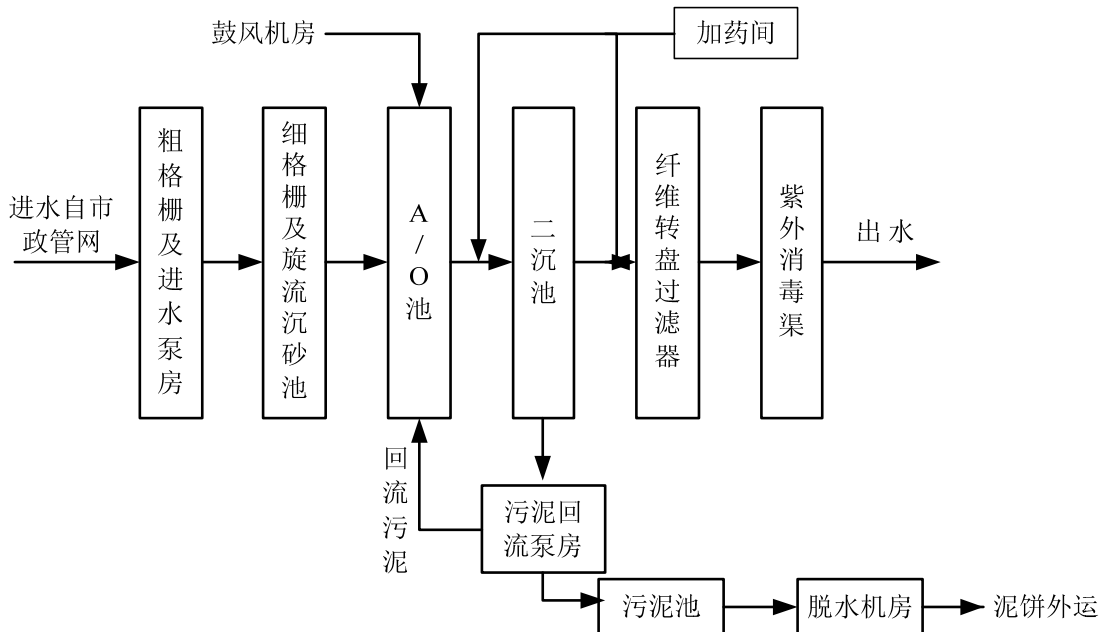 鼓风机房
加药间
进水自市
政管网
粗格栅及进水泵房
细格栅及旋流沉砂池
A/O池
二沉池
纤维转盘过滤器
紫外消毒渠
出水
回流污泥
污泥回
流泵房
污泥池
脱水机房
泥饼外运